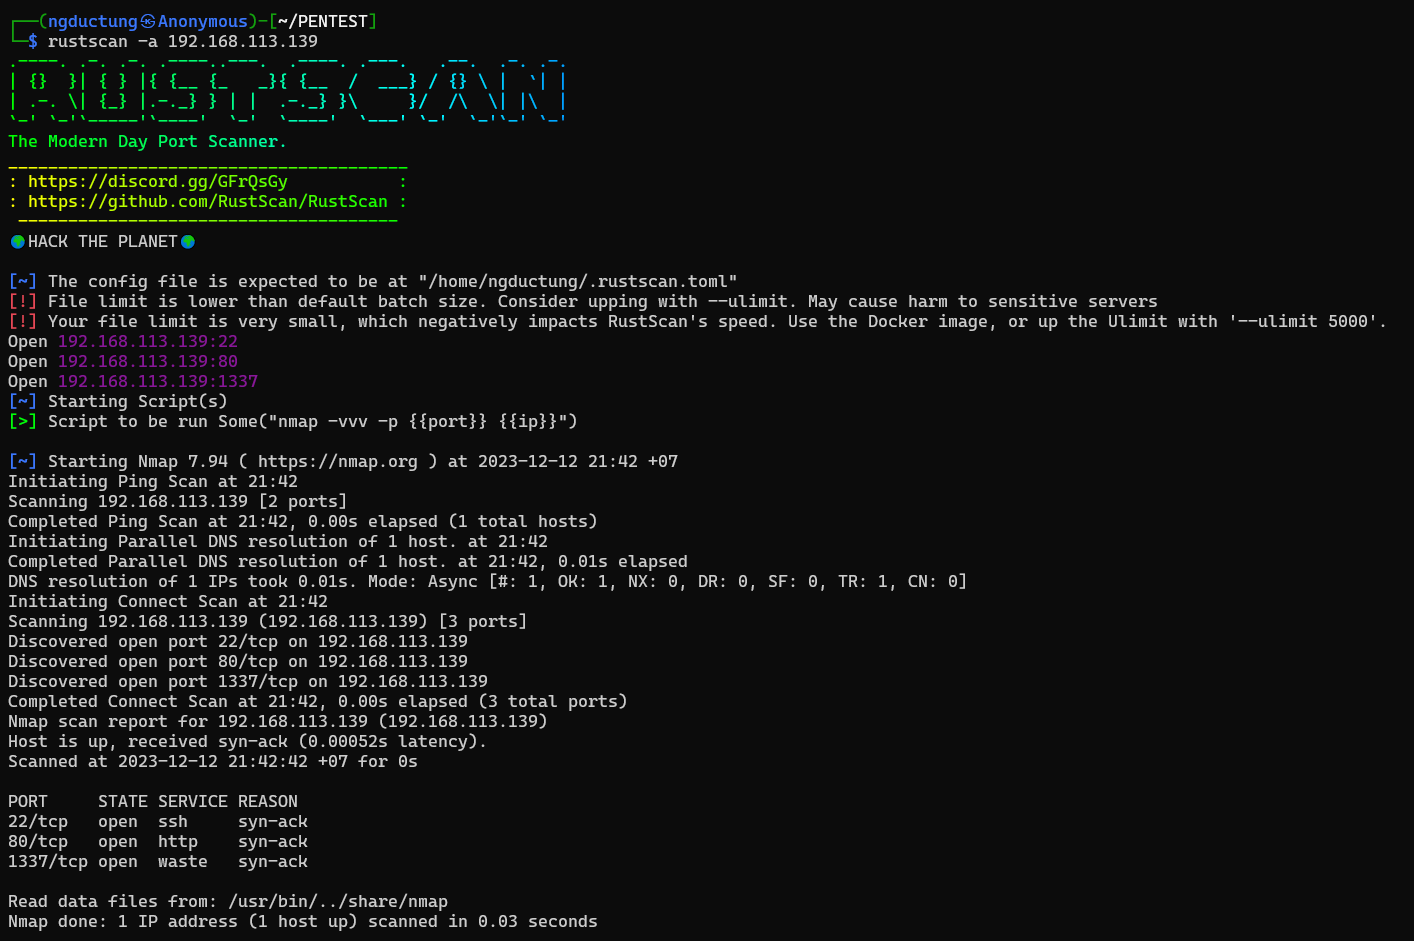 ┌──(ngductung㉿Anonymous)-[~/PENTEST]
└─$ rustscan -a 192.168.113.139
.----. .-. .-. .----..---.  .----. .---.   .--.  .-. .-.
| {}  }| { } |{ {__ {_   _}{ {__  /  ___} / {} \ |  `| |
| .-. \| {_} |.-._} } | |  .-._} }\     }/  /\  \| |\  |
`-' `-'`-----'`----'  `-'  `----'  `---' `-'  `-'`-' `-'
The Modern Day Port Scanner.
________________________________________
: https://discord.gg/GFrQsGy           :
: https://github.com/RustScan/RustScan :
 --------------------------------------
🌍HACK THE PLANET🌍
[~] The config file is expected to be at "/home/ngductung/.rustscan.toml"
[!] File limit is lower than default batch size. Consider upping with --ulimit. May cause harm to sensitive servers
[!] Your file limit is very small, which negatively impacts RustScan's speed. Use the Docker image, or up the Ulimit with '--ulimit 5000'.
Open 192.168.113.139:22
Open 192.168.113.139:80
Open 192.168.113.139:1337
[~] Starting Script(s)
[>] Script to be run Some("nmap -vvv -p {{port}} {{ip}}")
[~] Starting Nmap 7.94 ( https://nmap.org ) at 2023-12-12 21:42 +07
Initiating Ping Scan at 21:42
Scanning 192.168.113.139 [2 ports]
Completed Ping Scan at 21:42, 0.00s elapsed (1 total hosts)
Initiating Parallel DNS resolution of 1 host. at 21:42
Completed Parallel DNS resolution of 1 host. at 21:42, 0.01s elapsed
DNS resolution of 1 IPs took 0.01s. Mode: Async [#: 1, OK: 1, NX: 0, DR: 0, SF: 0, TR: 1, CN: 0]
Initiating Connect Scan at 21:42
Scanning 192.168.113.139 (192.168.113.139) [3 ports]
Discovered open port 22/tcp on 192.168.113.139
Discovered open port 80/tcp on 192.168.113.139
Discovered open port 1337/tcp on 192.168.113.139
Completed Connect Scan at 21:42, 0.00s elapsed (3 total ports)
Nmap scan report for 192.168.113.139 (192.168.113.139)
Host is up, received syn-ack (0.00052s latency).
Scanned at 2023-12-12 21:42:42 +07 for 0s
PORT     STATE SERVICE REASON
22/tcp   open  ssh     syn-ack
80/tcp   open  http    syn-ack
1337/tcp open  waste   syn-ack
Read data files from: /usr/bin/../share/nmap
Nmap done: 1 IP address (1 host up) scanned in 0.03 seconds